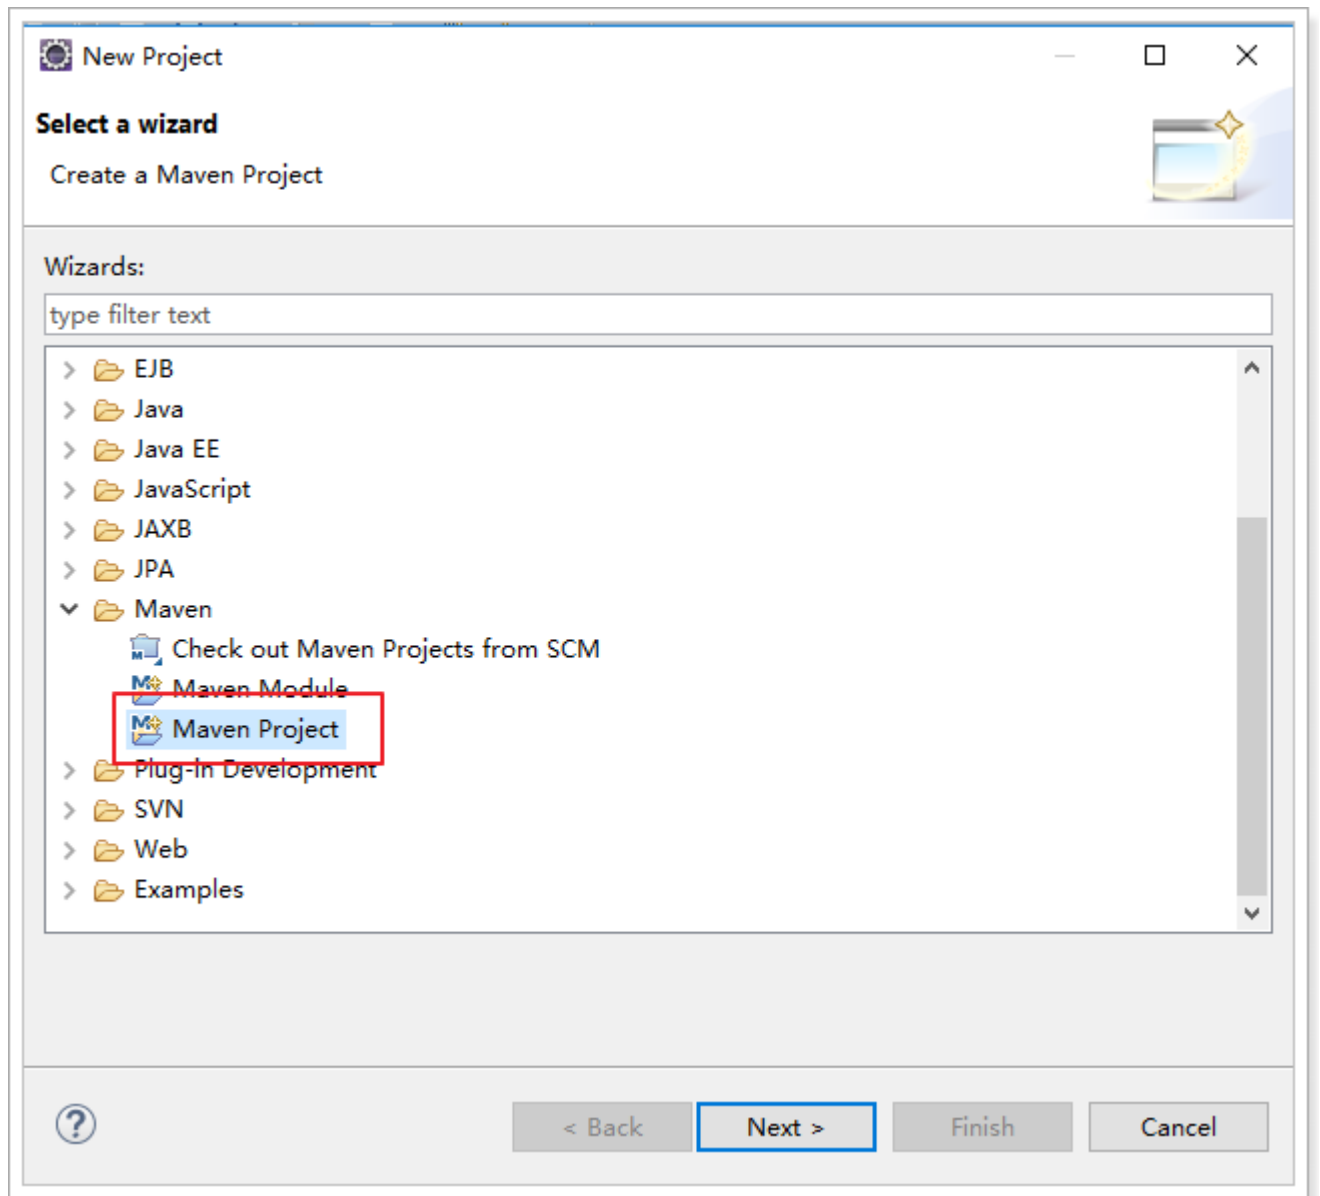 New Project
Select a wizard
Create a Maven Project
Wizards:
type filter text
EJB
Java
Java EE
JavaScript
JAXB
JPA
Maven
Check out Maven Projects from SCM
Maven Module
Maven Project
Plug-in Development
SVN
Web
Examples
< Back
Next >
Finish
Cancel